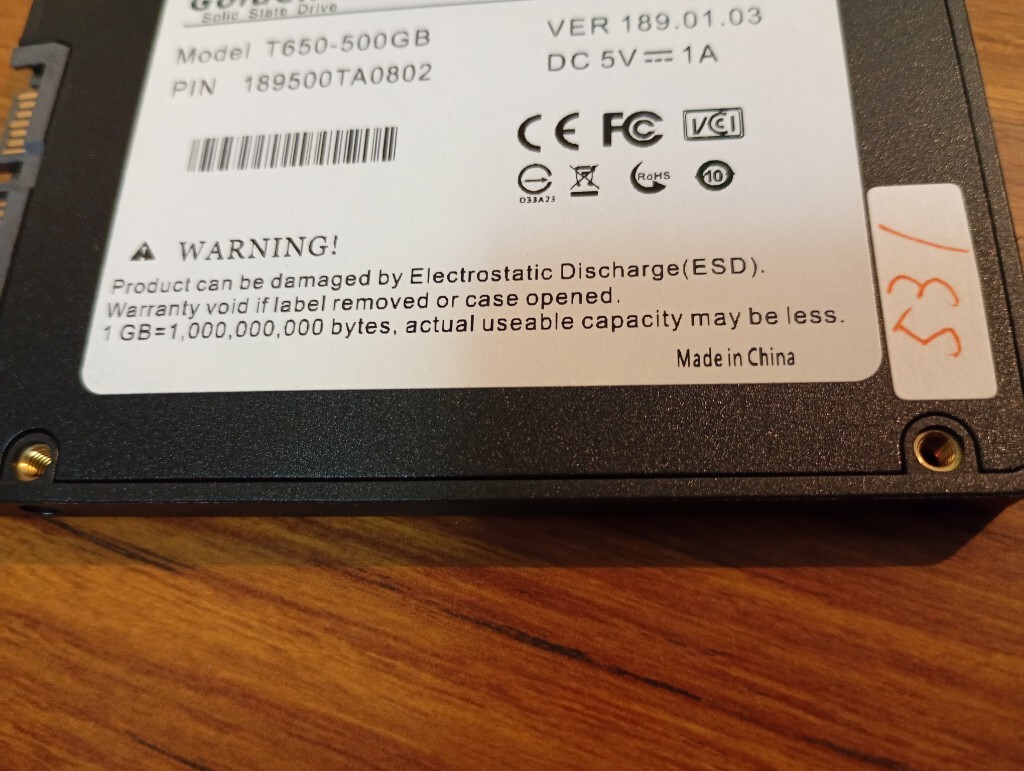 Solic State Drive
Model T650-500GB
PIN 189500TA0802
VER 189.01.03
DC 5V⎓1A
CE FC VCI
D33A23
RoHS
10
WARNING!
Product can be damaged by Electrostatic Discharge(ESD).
Warranty void if label removed or case opened.
1 GB=1,000,000,000 bytes, actual useable capacity may be less.
Made in China
531